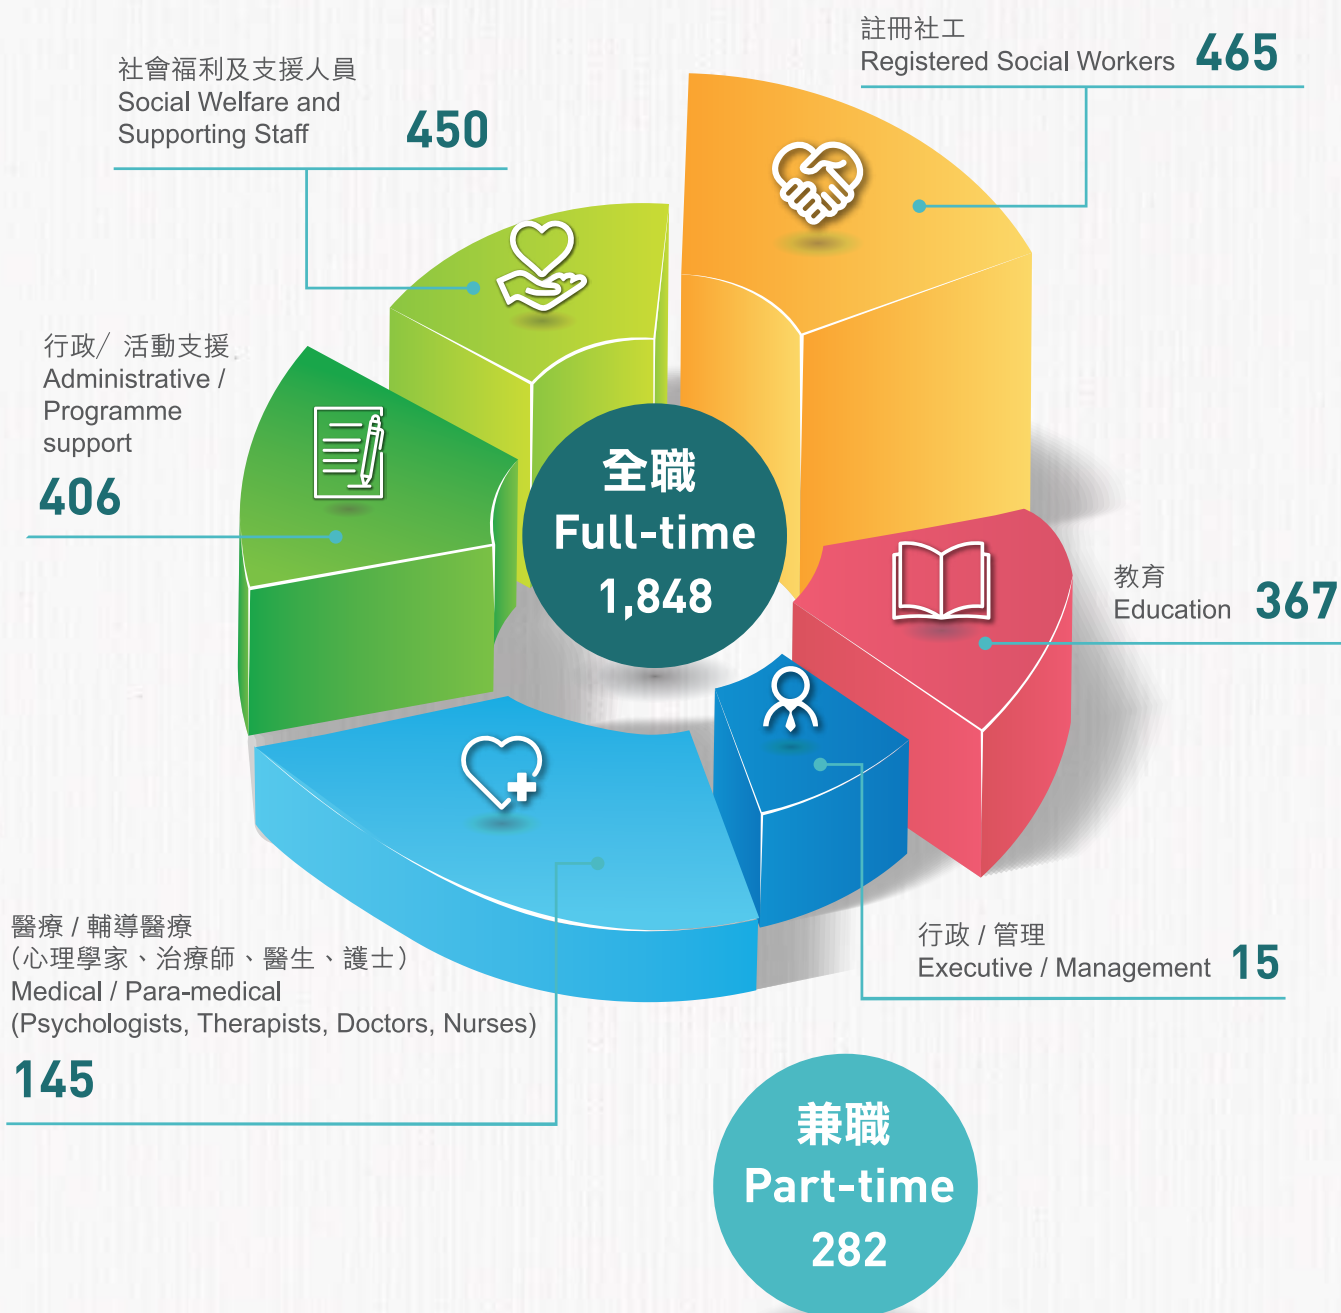 社會福利及支援人員
Social Welfare and
Supporting Staff
450
註冊社工
Registered Social Workers
465
行政/ 活動支援
Administrative /
Programme
support
406
全職
Full-time
1,848
教育
Education
367
醫療 / 輔導醫療
(心理學家、治療師、醫生、護士)
Medical / Para-medical
(Psychologists, Therapists, Doctors, Nurses)
145
行政 / 管理
Executive / Management
15
兼職
Part-time
282